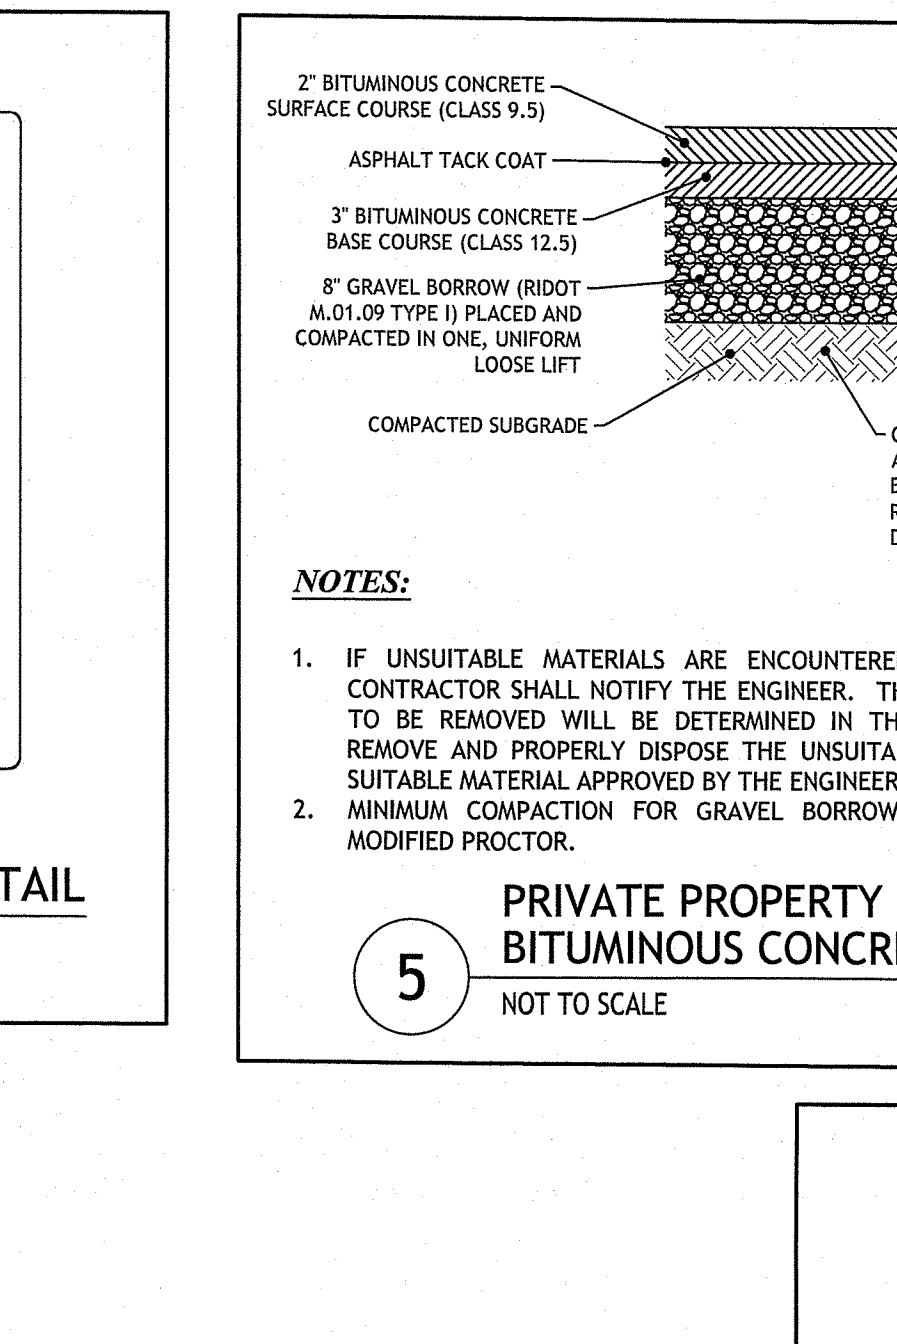 2" BITUMINOUS CONCRETE
SURFACE COURSE (CLASS 9.5)
ASPHALT TACK COAT
3" BITUMINOUS CONCRETE
BASE COURSE (CLASS 12.5)
8" GRAVEL BORROW (RIDOT
M.01.09 TYPE I) PLACED AND
COMPACTED IN ONE, UNIFORM
LOOSE LIFT
COMPACTED SUBGRADE
NOTES:
1. IF UNSUITABLE MATERIALS ARE
CONTRACTOR SHALL NOTIFY THE ENGINEER.
TO BE REMOVED WILL BE DETERMINED IN
REMOVE AND PROPERLY DISPOSE THE
SUITABLE MATERIAL APPROVED BY THE ENGINEER
2. MINIMUM COMPACTION FOR GRAVEL BORROW
MODIFIED PROCTOR.
TAIL
PRIVATE PROPERTY
BITUMINOUS
5
NOT TO SCALE